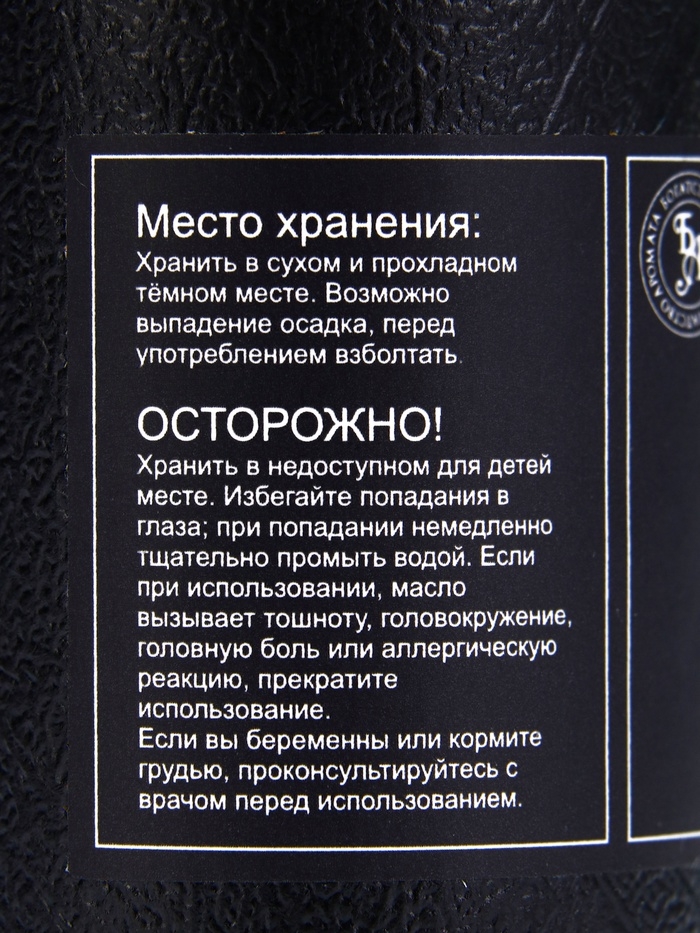 Место хранения:
Хранить в сухом и прохладном
тёмном месте. Возможно
выпадение осадка, перед
употреблением взболтать.
ОСТОРОЖНО!
Хранить в недоступном для детей
месте. Избегайте попадания в
глаза; при попадании немедленно
тщательно промыть водой. Если
при использовании, масло
вызывает тошноту, головокружение,
головную боль или аллергическую
реакцию, прекратите
использование.
Если вы беременны или кормите
грудью, проконсультируйтесь с
врачом перед использованием.
АРОМАТА